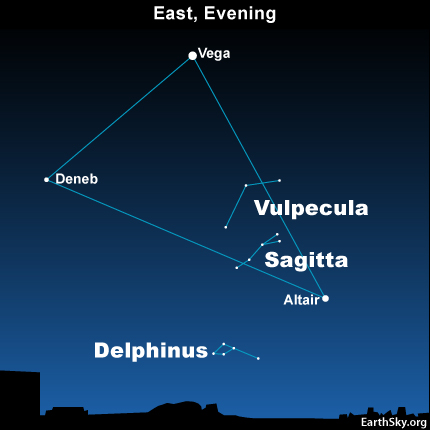 East, Evening
Vega
Deneb
Vulpecula
Sagitta
Altair
Delphinus
EarthSky.org